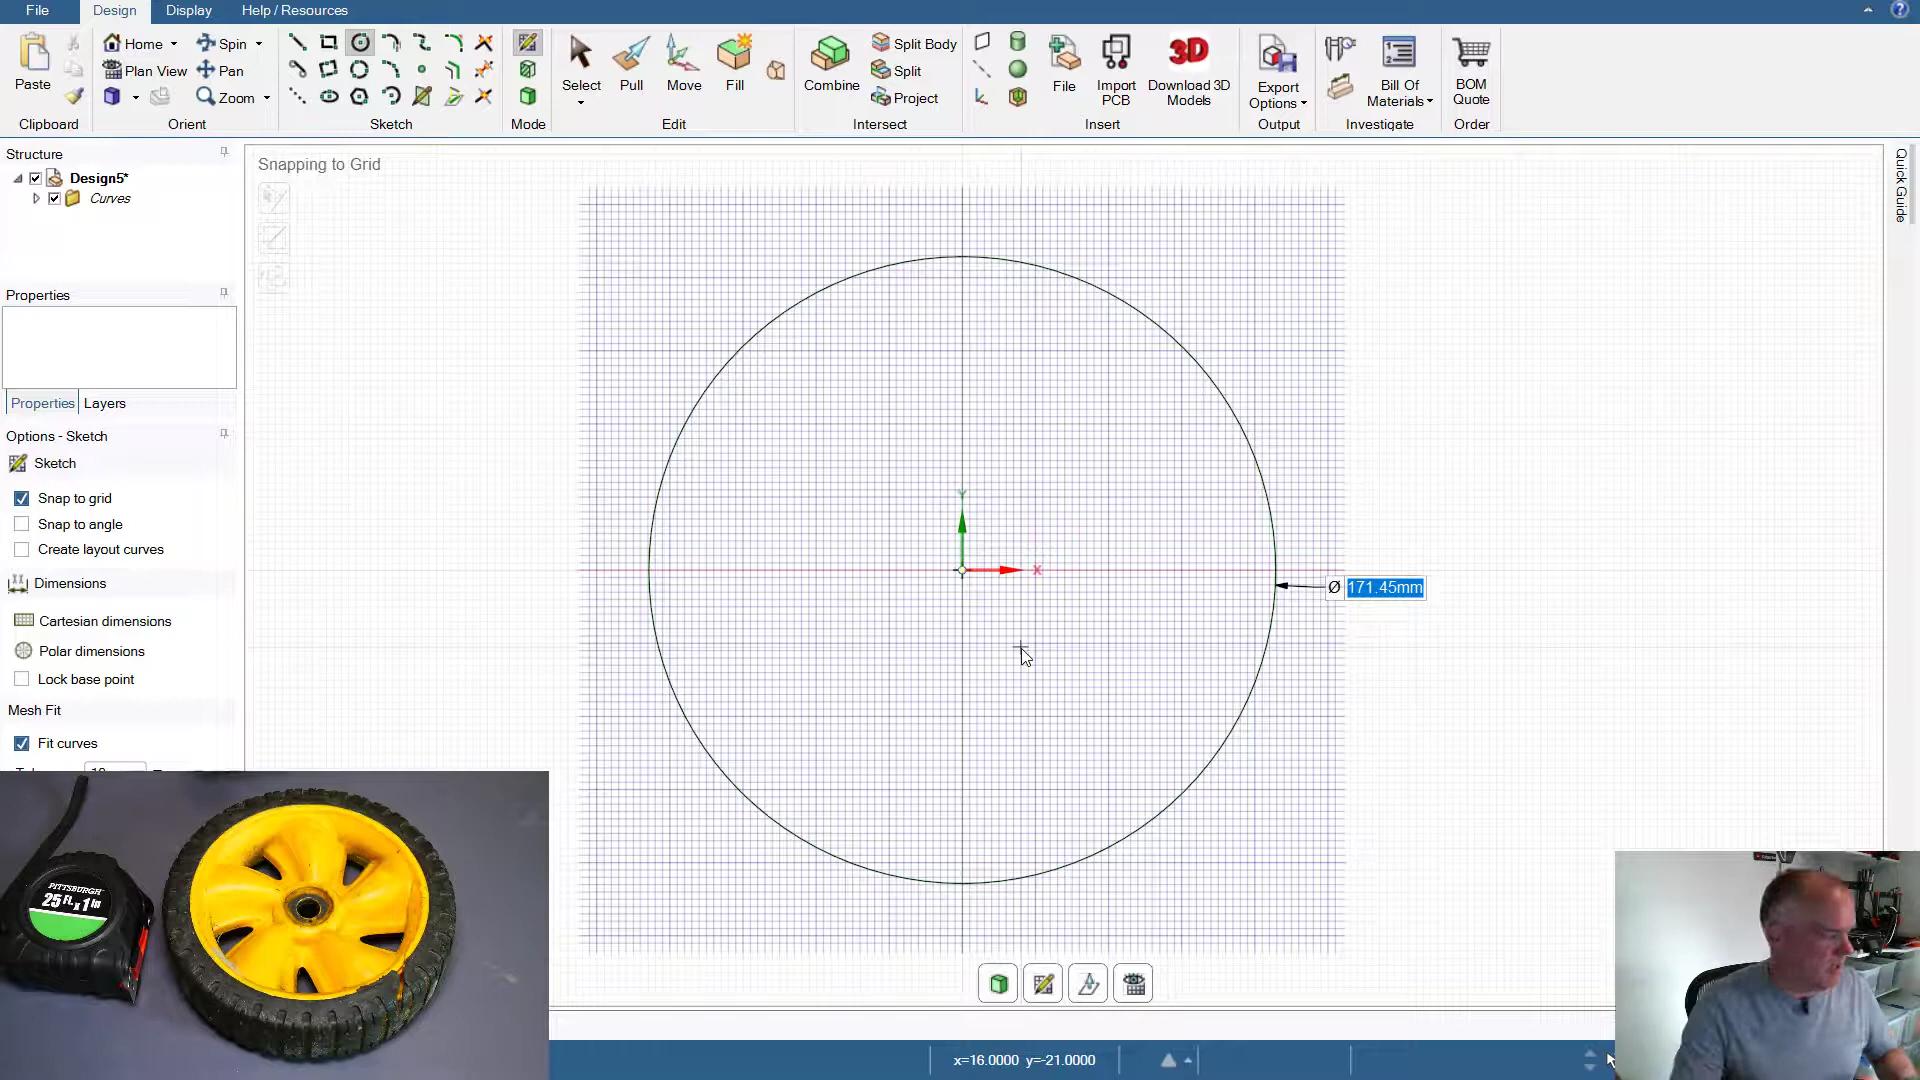 File Design Display Help / Resources
Paste
Home Spin
Plan View Pan
Zoom
Select Pull Move Fill
Combine
Split Body
Split
Project
File Import PCB Download 3D Models
Export Options
Bill Of Materials
BOM Quote
Clipboard Orient Sketch Mode Edit Intersect Insert Output Investigate Order
Structure
Design5*
Curves
Properties
Properties Layers
Options - Sketch
Sketch
Snap to grid
Snap to angle
Create layout curves
Dimensions
Cartesian dimensions
Polar dimensions
Lock base point
Mesh Fit
Fit curves
Snapping to Grid
Y
X
Ø 171.45mm
Quick Guide
PITTSBURGH
25 FT. x 1 in
x=16.0000 y=-21.0000